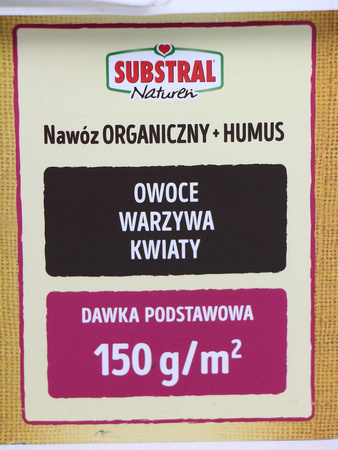 SUBSTRAL
Naturen
Nawóz ORGANICZNY + HUMUS
OWOCE
WARZYWA
KWIATY
DAWKA PODSTAWOWA
150 g/m²